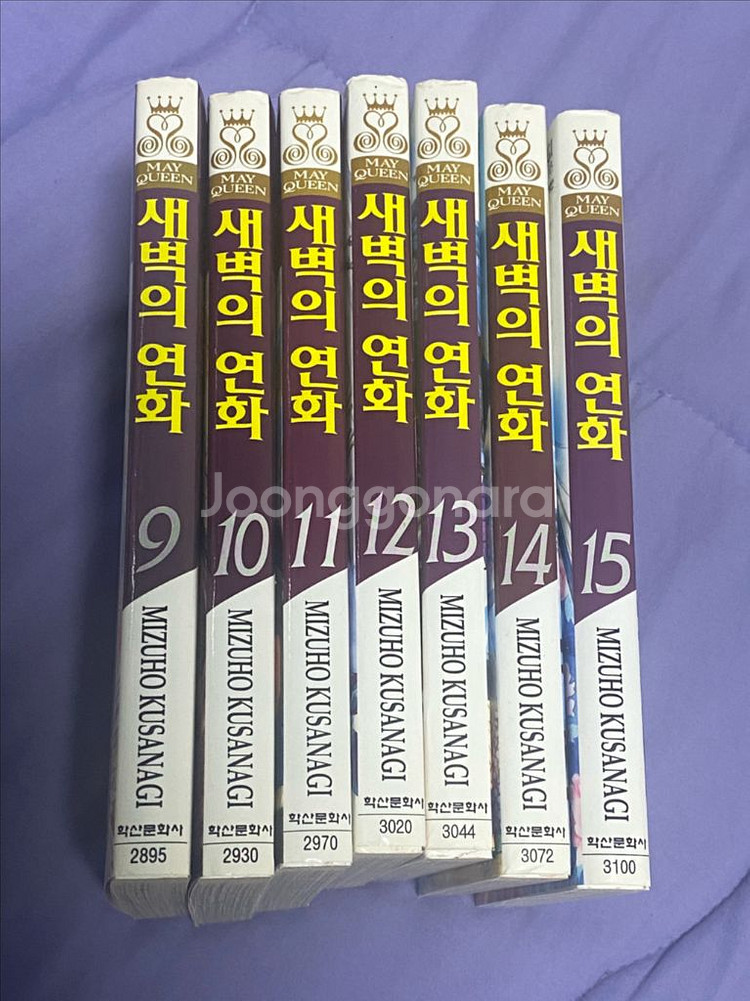 MAY
QUEEN
새벽의 연화
9
MIZUHO KUSANAGI
학산문화사
2895
MAY
QUEEN
새벽의 연화
10
MIZUHO KUSANAGI
학산문화사
2930
MAY
QUEEN
새벽의 연화
11
MIZUHO KUSANAGI
학산문화사
2970
MAY
QUEEN
새벽의 연화
12
MIZUHO KUSANAGI
학산문화사
3020
MAY
QUEEN
새벽의 연화
13
MIZUHO KUSANAGI
학산문화사
3044
MAY
QUEEN
새벽의 연화
14
MIZUHO KUSANAGI
학산문화사
3072
MAY
QUEEN
새벽의 연화
15
MIZUHO KUSANAGI
학산문화사
3100
Joonggonara